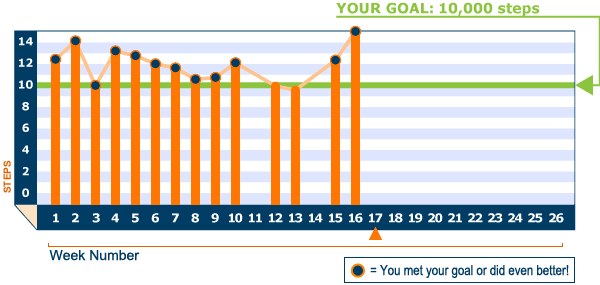 YOUR GOAL: 10,000 steps
14
12
10
8
6
4
2
0
STEPS
1 2 3 4 5 6 7 8 9 10 11 12 13 14 15 16 17 18 19 20 21 22 23 24 25 26
Week Number
= You met your goal or did even better!